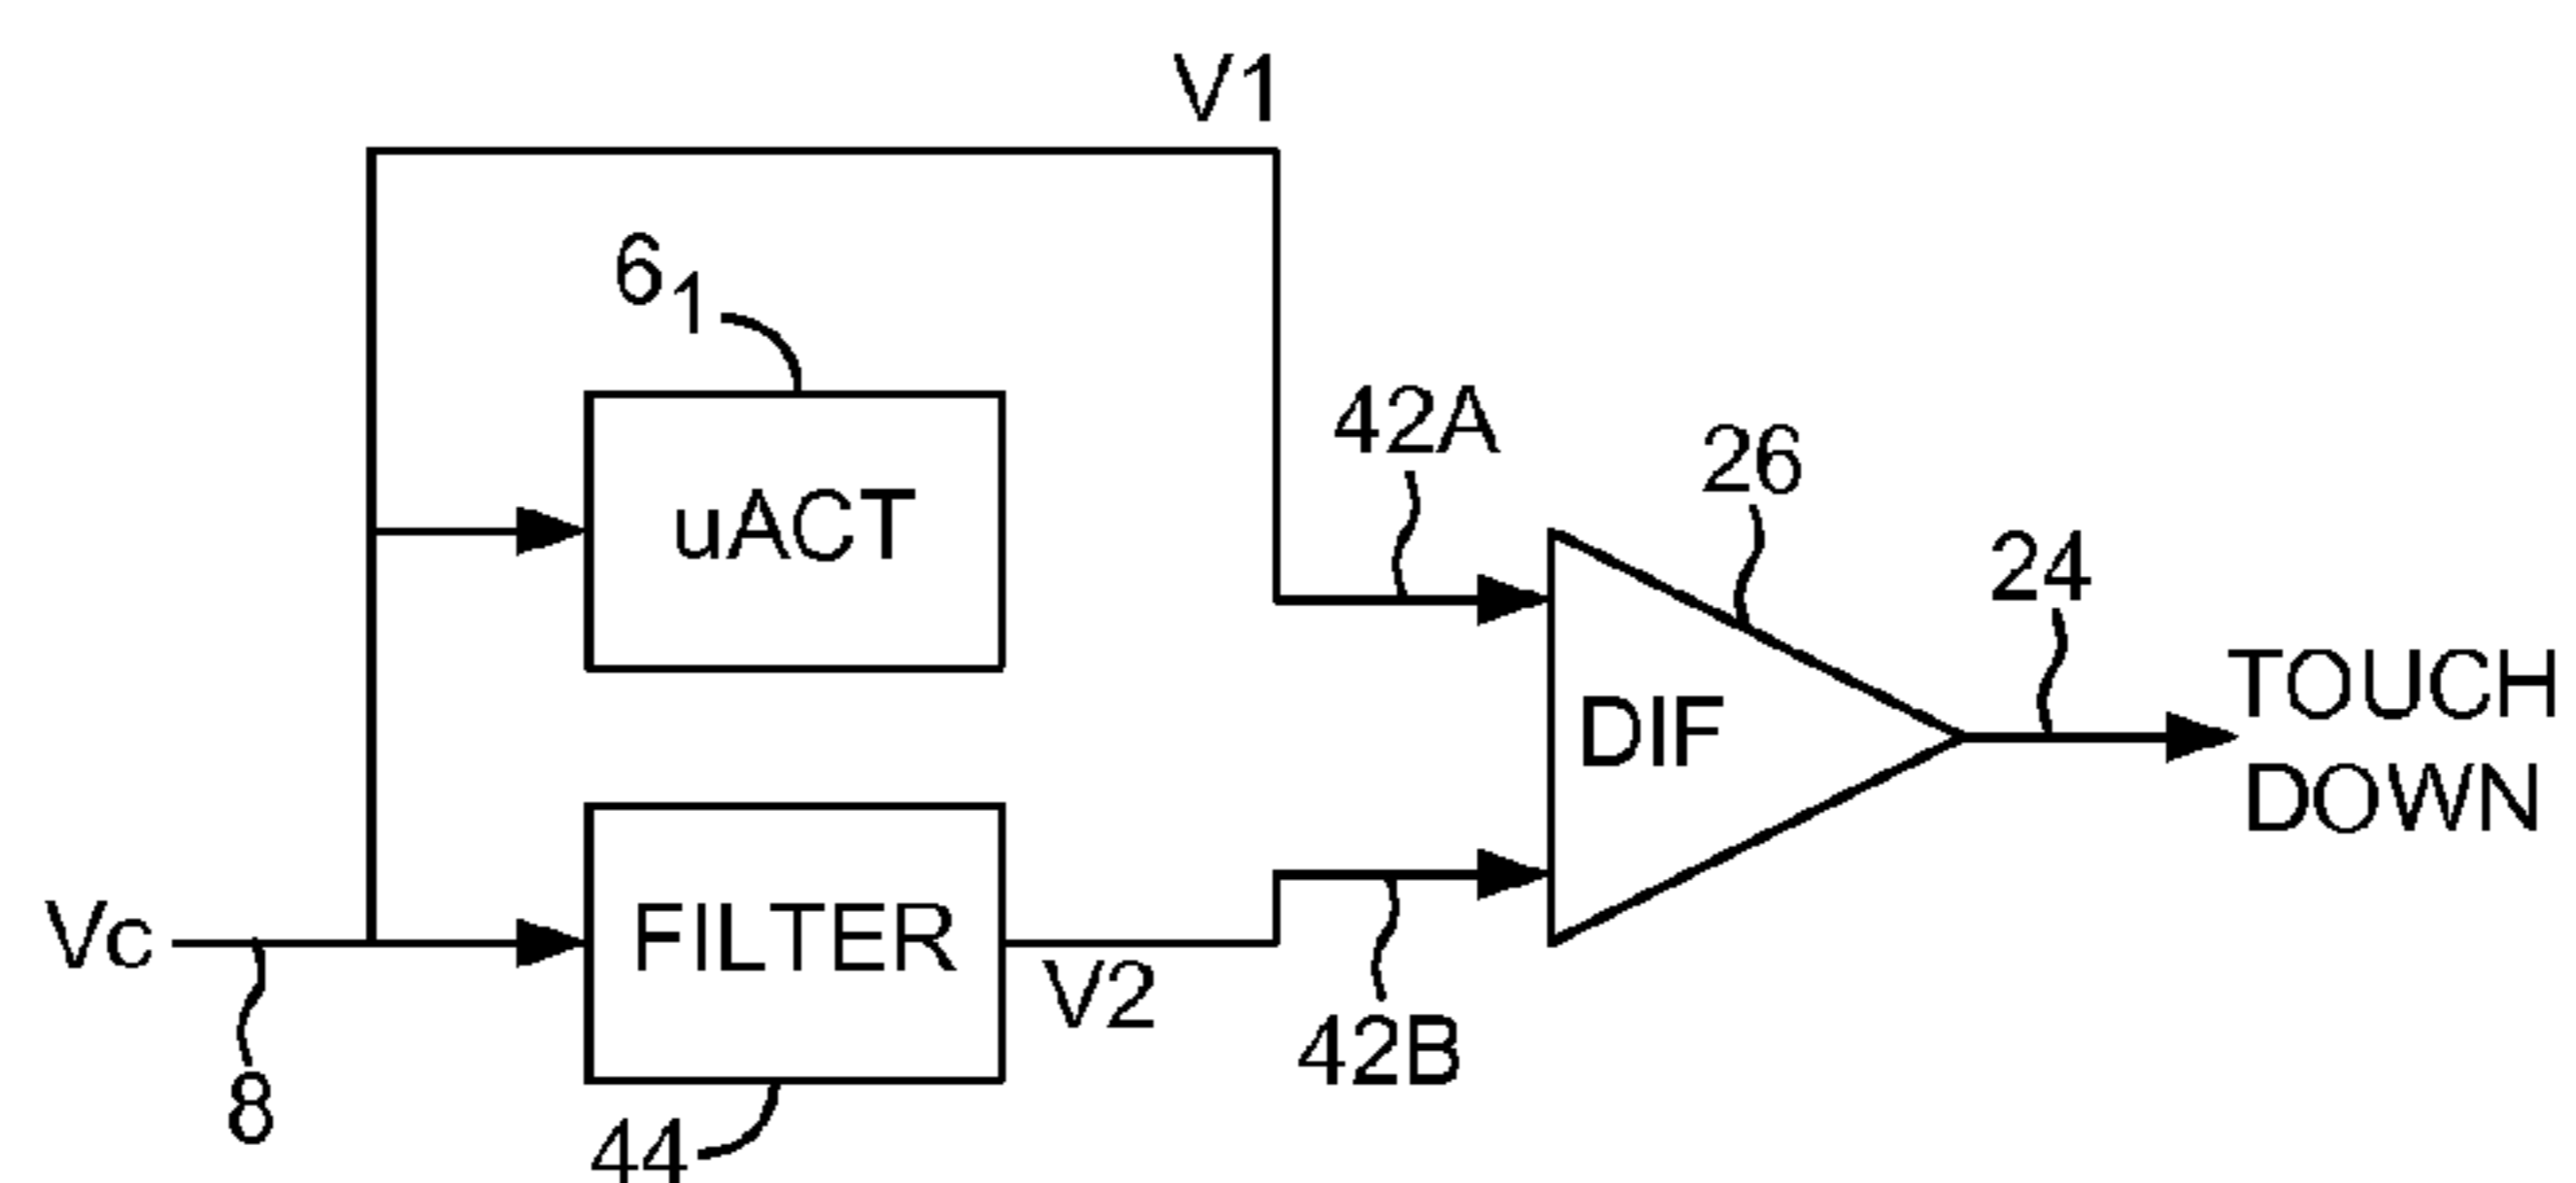 V1
6₁
uACT
42A
26
24
DIF
TOUCH
DOWN
Vc
8
FILTER
V2
42B
44